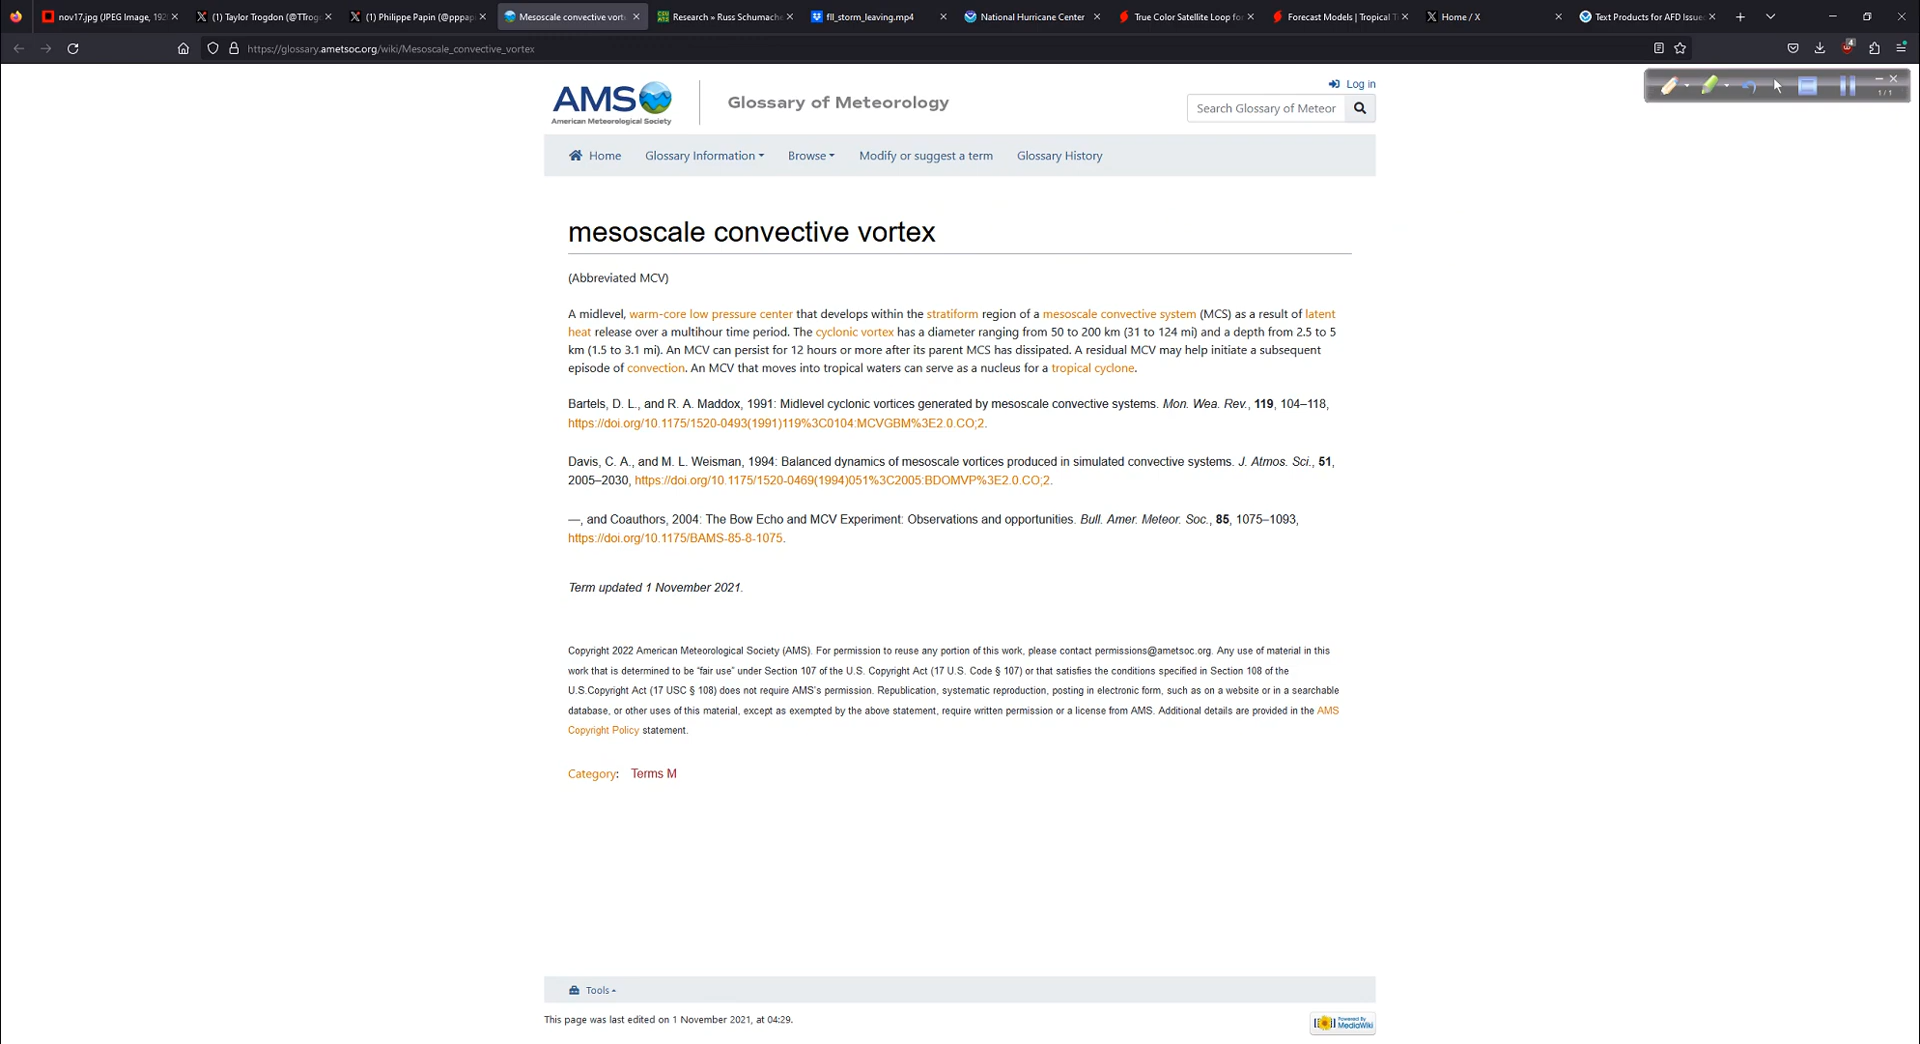 nov17.jpg (JPEG Image, 192
(1) Taylor Trogdon (@TTrog
(1) Philippe Papin (@pppap
Mesoscale convective vort
Research » Russ Schumache
fll_storm_leaving.mp4
National Hurricane Center
True Color Satellite Loop fo
Forecast Models | Tropical T
Home / X
Text Products for AFD Issue
https://glossary.ametsoc.org/wiki/Mesoscale_convective_vortex
4
1/1
AMS
American Meteorological Society
Glossary of Meteorology
Log in
Search Glossary of Meteor
Home
Glossary Information
Browse
Modify or suggest a term
Glossary History
mesoscale convective vortex
(Abbreviated MCV)
A midlevel, warm-core low pressure center that develops within the stratiform region of a mesoscale convective system (MCS) as a result of latent
heat release over a multihour time period. The cyclonic vortex has a diameter ranging from 50 to 200 km (31 to 124 mi) and a depth from 2.5 to 5
km (1.5 to 3.1 mi). An MCV can persist for 12 hours or more after its parent MCS has dissipated. A residual MCV may help initiate a subsequent
episode of convection. An MCV that moves into tropical waters can serve as a nucleus for a tropical cyclone.
Bartels, D. L., and R. A. Maddox, 1991: Midlevel cyclonic vortices generated by mesoscale convective systems. Mon. Wea. Rev., 119, 104–118,
https://doi.org/10.1175/1520-0493(1991)119%3C0104:MCVGBM%3E2.0.CO;2.
Davis, C. A., and M. L. Weisman, 1994: Balanced dynamics of mesoscale vortices produced in simulated convective systems. J. Atmos. Sci., 51,
2005–2030, https://doi.org/10.1175/1520-0469(1994)051%3C2005:BDOMVP%3E2.0.CO;2.
—, and Coauthors, 2004: The Bow Echo and MCV Experiment: Observations and opportunities. Bull. Amer. Meteor. Soc., 85, 1075–1093,
https://doi.org/10.1175/BAMS-85-8-1075.
Term updated 1 November 2021.
Copyright 2022 American Meteorological Society (AMS). For permission to reuse any portion of this work, please contact permissions@ametsoc.org. Any use of material in this
work that is determined to be “fair use” under Section 107 of the U.S. Copyright Act (17 U.S. Code § 107) or that satisfies the conditions specified in Section 108 of the
U.S.Copyright Act (17 USC § 108) does not require AMS’s permission. Republication, systematic reproduction, posting in electronic form, such as on a website or in a searchable
database, or other uses of this material, except as exempted by the above statement, require written permission or a license from AMS. Additional details are provided in the AMS
Copyright Policy statement.
Category: Terms M
Tools
This page was last edited on 1 November 2021, at 04:29.
Powered By
MediaWiki